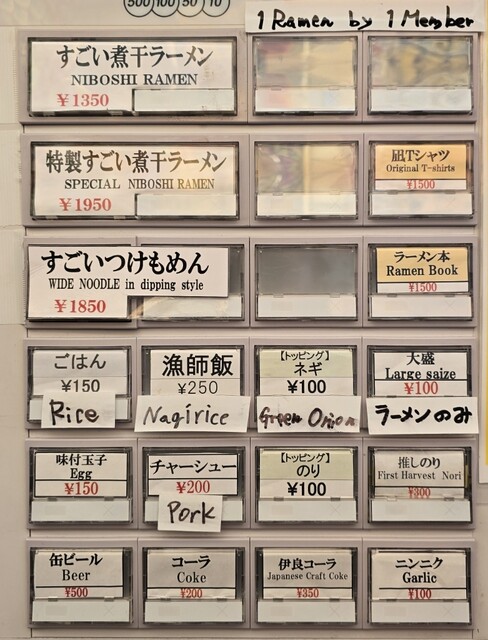 500 100 50 10
1 Ramen by 1 Member
すごい煮干ラーメン
NIBOSHI RAMEN
¥1350
特製すごい煮干ラーメン
SPECIAL NIBOSHI RAMEN
¥1950
凪Tシャツ
Original T-shirts
¥1500
すごいつけもめん
WIDE NOODLE in dipping style
¥1850
ラーメン本
Ramen Book
¥1500
ごはん
¥150
Rice
漁師飯
¥250
Nagirice
【トッピング】
ネギ
¥100
Green Onion
大盛
Large saize
¥100
ラーメンのみ
味付玉子
Egg
¥150
チャーシュー
¥200
Pork
【トッピング】
のり
¥100
推しのり
First Harvest Nori
¥300
缶ビール
Beer
¥500
コーラ
Coke
¥200
伊良コーラ
Japanese Craft Coke
¥350
ニンニク
Garlic
¥100